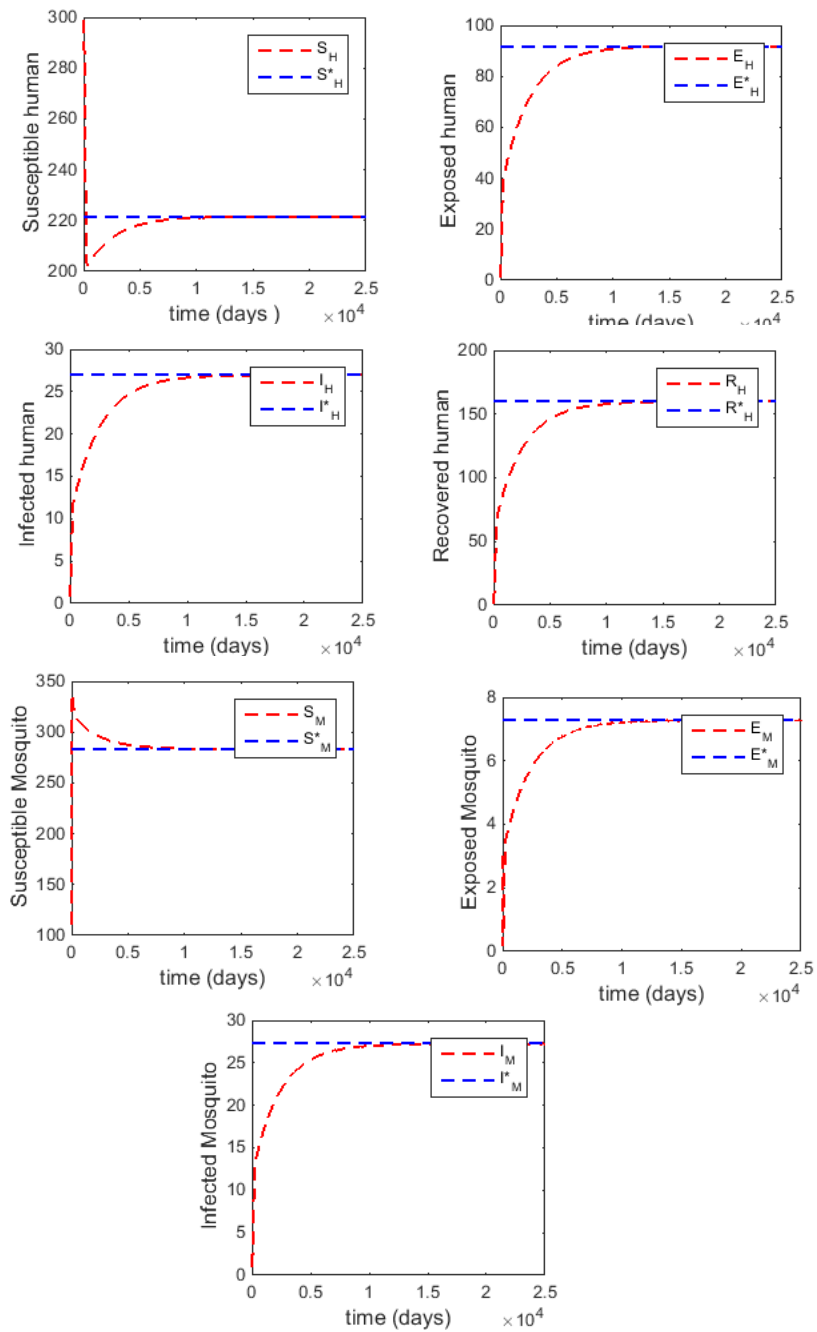 Susceptible human
300
280
260
240
220
200
S_H
S*_H
0 0.5 1 1.5 2 2.5
time (days )
×10^4
Exposed human
100
80
60
40
20
0
E_H
E*_H
0 0.5 1 1.5 2 2.5
time (days)
×10^4
Infected human
30
25
20
15
10
5
0
I_H
I*_H
0 0.5 1 1.5 2 2.5
time (days)
×10^4
Recovered human
200
150
100
50
0
R_H
R*_H
0 0.5 1 1.5 2 2.5
time (days)
×10^4
Susceptible Mosquito
350
300
250
200
150
100
S_M
S*_M
0 0.5 1 1.5 2 2.5
time (days)
×10^4
Exposed Mosquito
8
6
4
2
0
E_M
E*_M
0 0.5 1 1.5 2 2.5
time (days)
×10^4
Infected Mosquito
30
25
20
15
10
5
0
I_M
I*_M
0 0.5 1 1.5 2 2.5
time (days)
×10^4